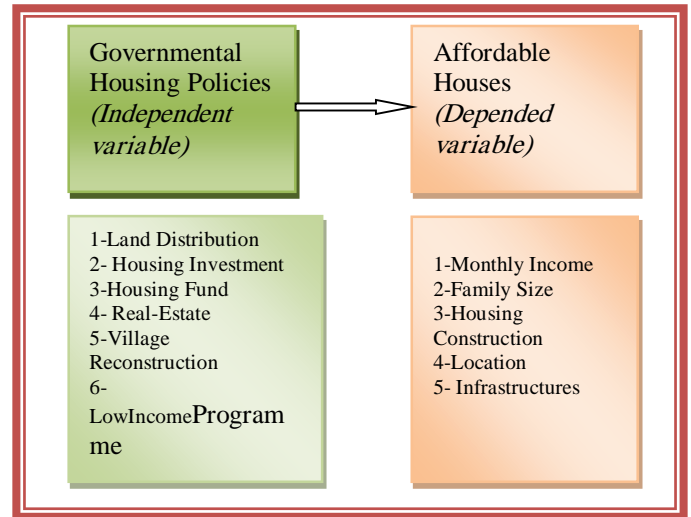 Governmental
Housing Policies
(Independent
variable)
Affordable
Houses
(Depended
variable)
1-Land Distribution
2- Housing Investment
3-Housing Fund
4- Real-Estate
5-Village
Reconstruction
6-
LowIncomeProgram
me
1-Monthly Income
2-Family Size
3-Housing
Construction
4-Location
5- Infrastructures